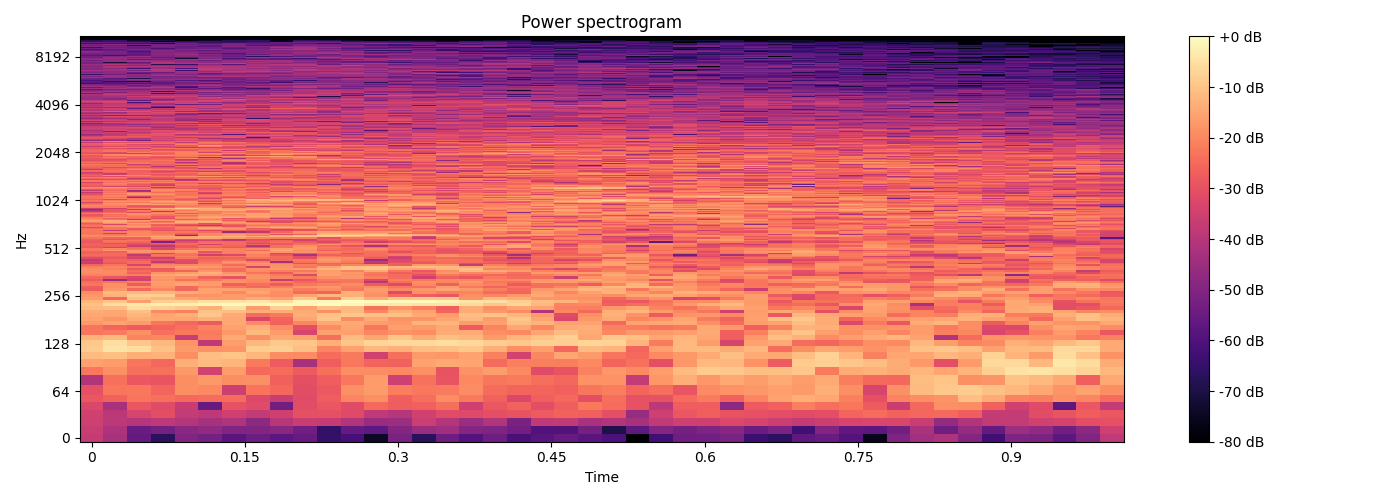 Power spectrogram
Hz
8192
4096
2048
1024
512
256
128
64
0
0 0.15 0.3 0.45 0.6 0.75 0.9
Time
+0 dB
-10 dB
-20 dB
-30 dB
-40 dB
-50 dB
-60 dB
-70 dB
-80 dB